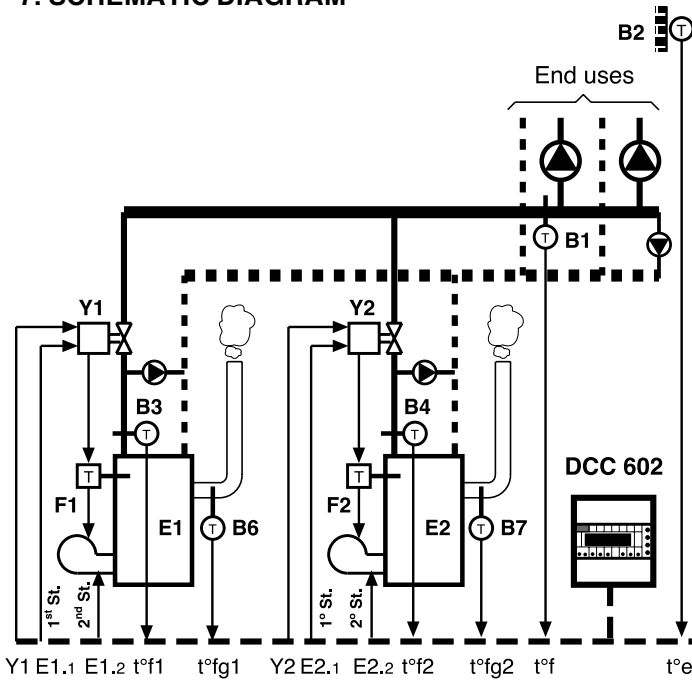 7. SCHEMATIC DIAGRAM
B2
T
End uses
T
B1
Y1
Y2
B3
B4
T
T
DCC 602
T
T
F1
F2
E1
T
B6
E2
T
B7
1st St.
2nd St.
1° St.
2° St.
Y1 E1.1 E1.2 t°f1 t°fg1 Y2 E2.1 E2.2 t°f2 t°fg2 t°f t°e